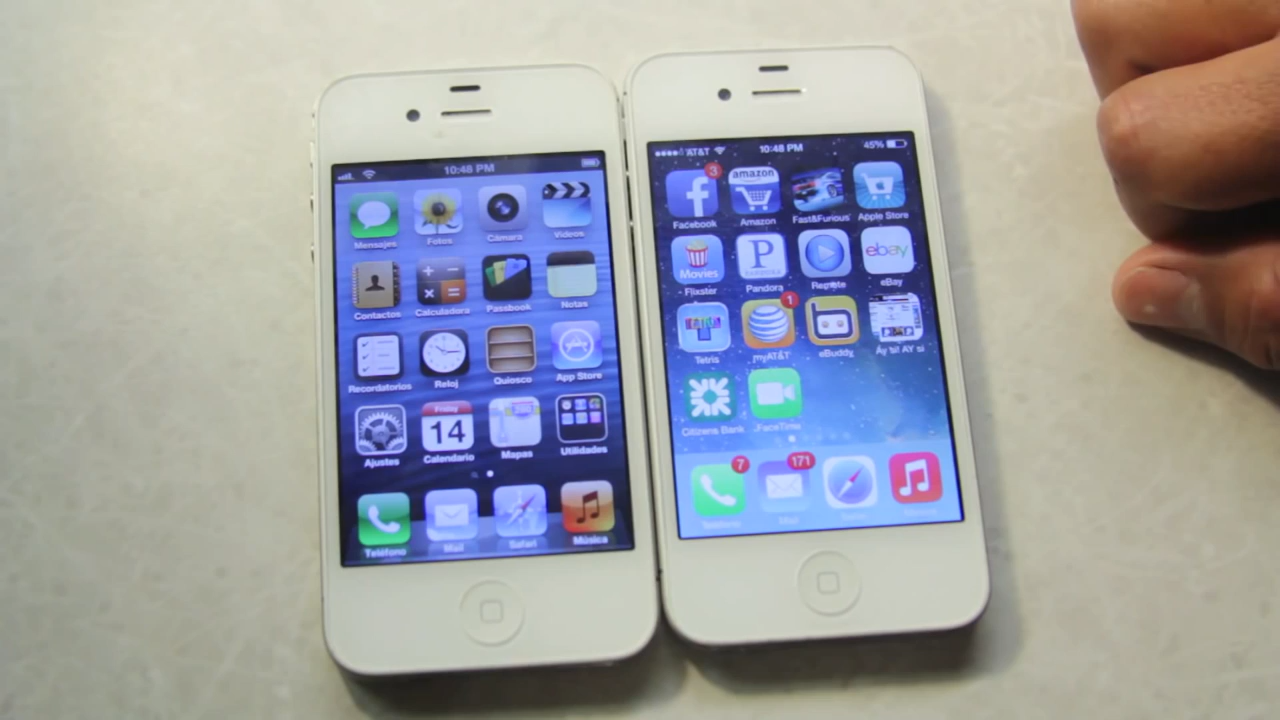 10:48 PM
Mensajes Fotos Cámara Videos
Contactos Calculadora Passbook Notas
Recordatorios Reloj Quiosco App Store
Friday
14
Ajustes Calendario Mapas Utilidades
Teléfono Mail Safari Música
AT&T 10:48 PM 45%
3
amazon
Facebook Amazon Fast&Furious Apple Store
MOVIES P ebay
Flixster Pandora Remote eBay
1
Tetris myAT&T eBuddy
Citizens Bank FaceTime
7 171
Teléfono Mail